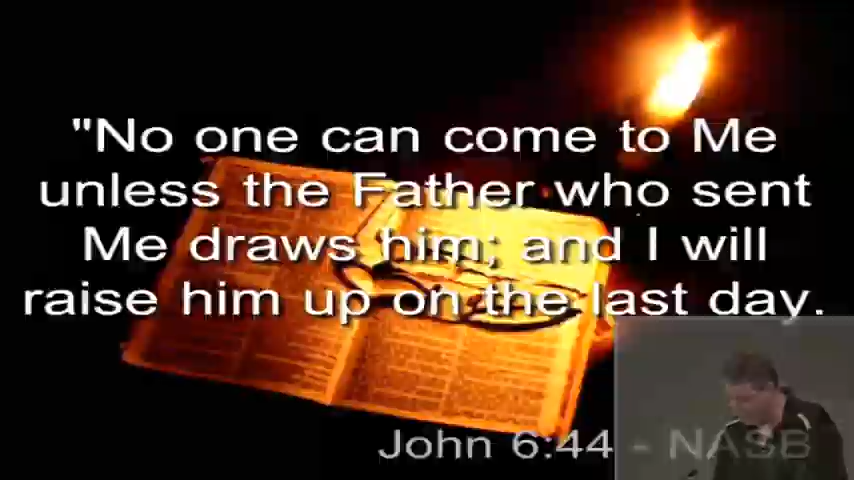 "No one can come to Me
unless the Father who sent
Me draws him; and I will
raise him up on the last day.
John 6:44 - NASB